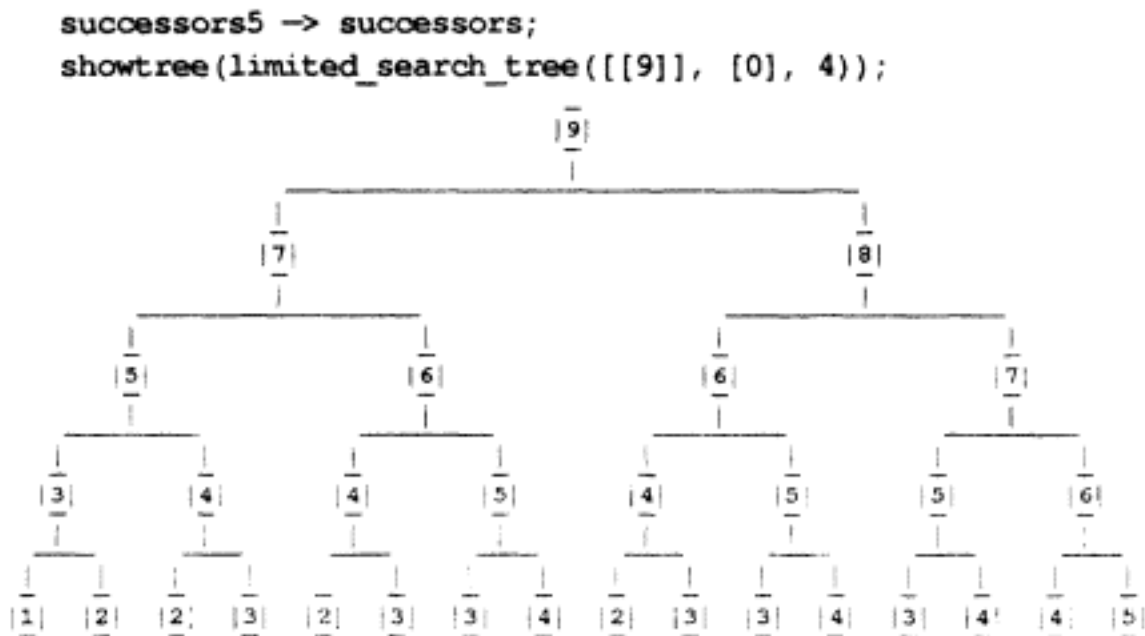 successors5 —> successors;
showtree(limited_search_tree([[9]], [0], 4));
9
7 8
5 6 6 7
3 4 4 5 4 5 5 6
1 2 2 3 2 3 3 4 2 3 3 4 3 4 4 5